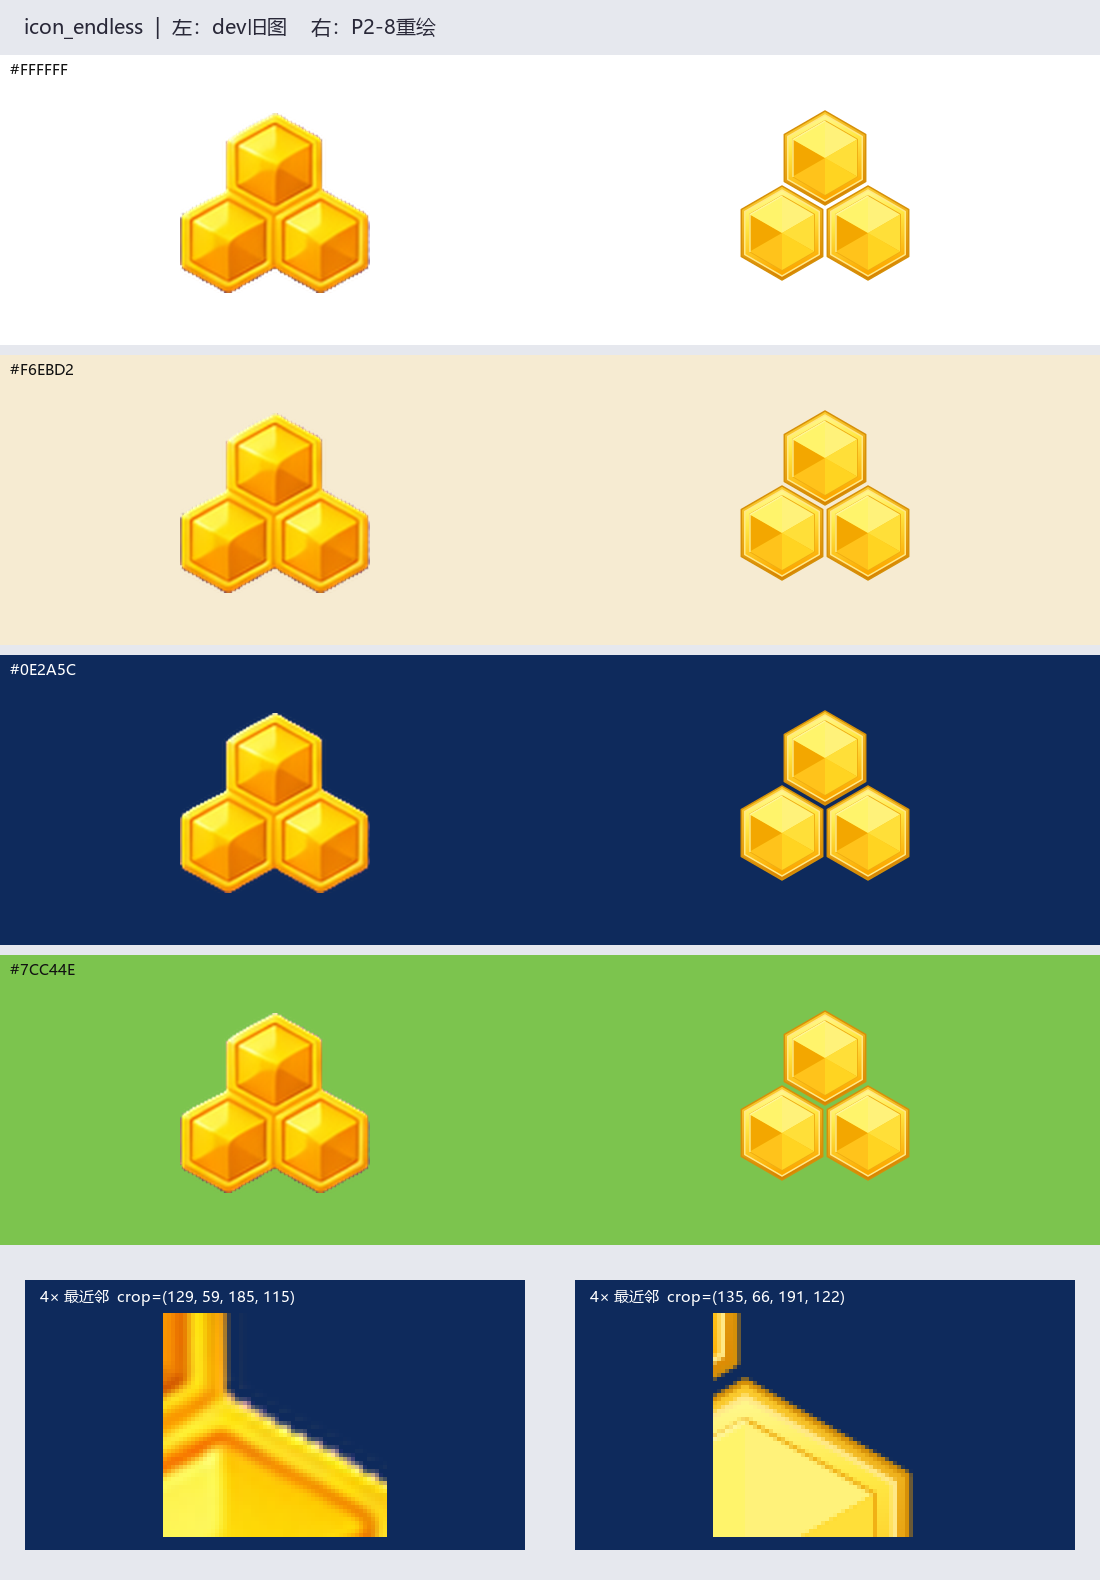 icon_endless | 左：dev旧图 右：P2-8重绘
#FFFFFF
#F6EBD2
#0E2A5C
#7CC44E
4× 最近邻 crop=(129, 59, 185, 115)
4× 最近邻 crop=(135, 66, 191, 122)